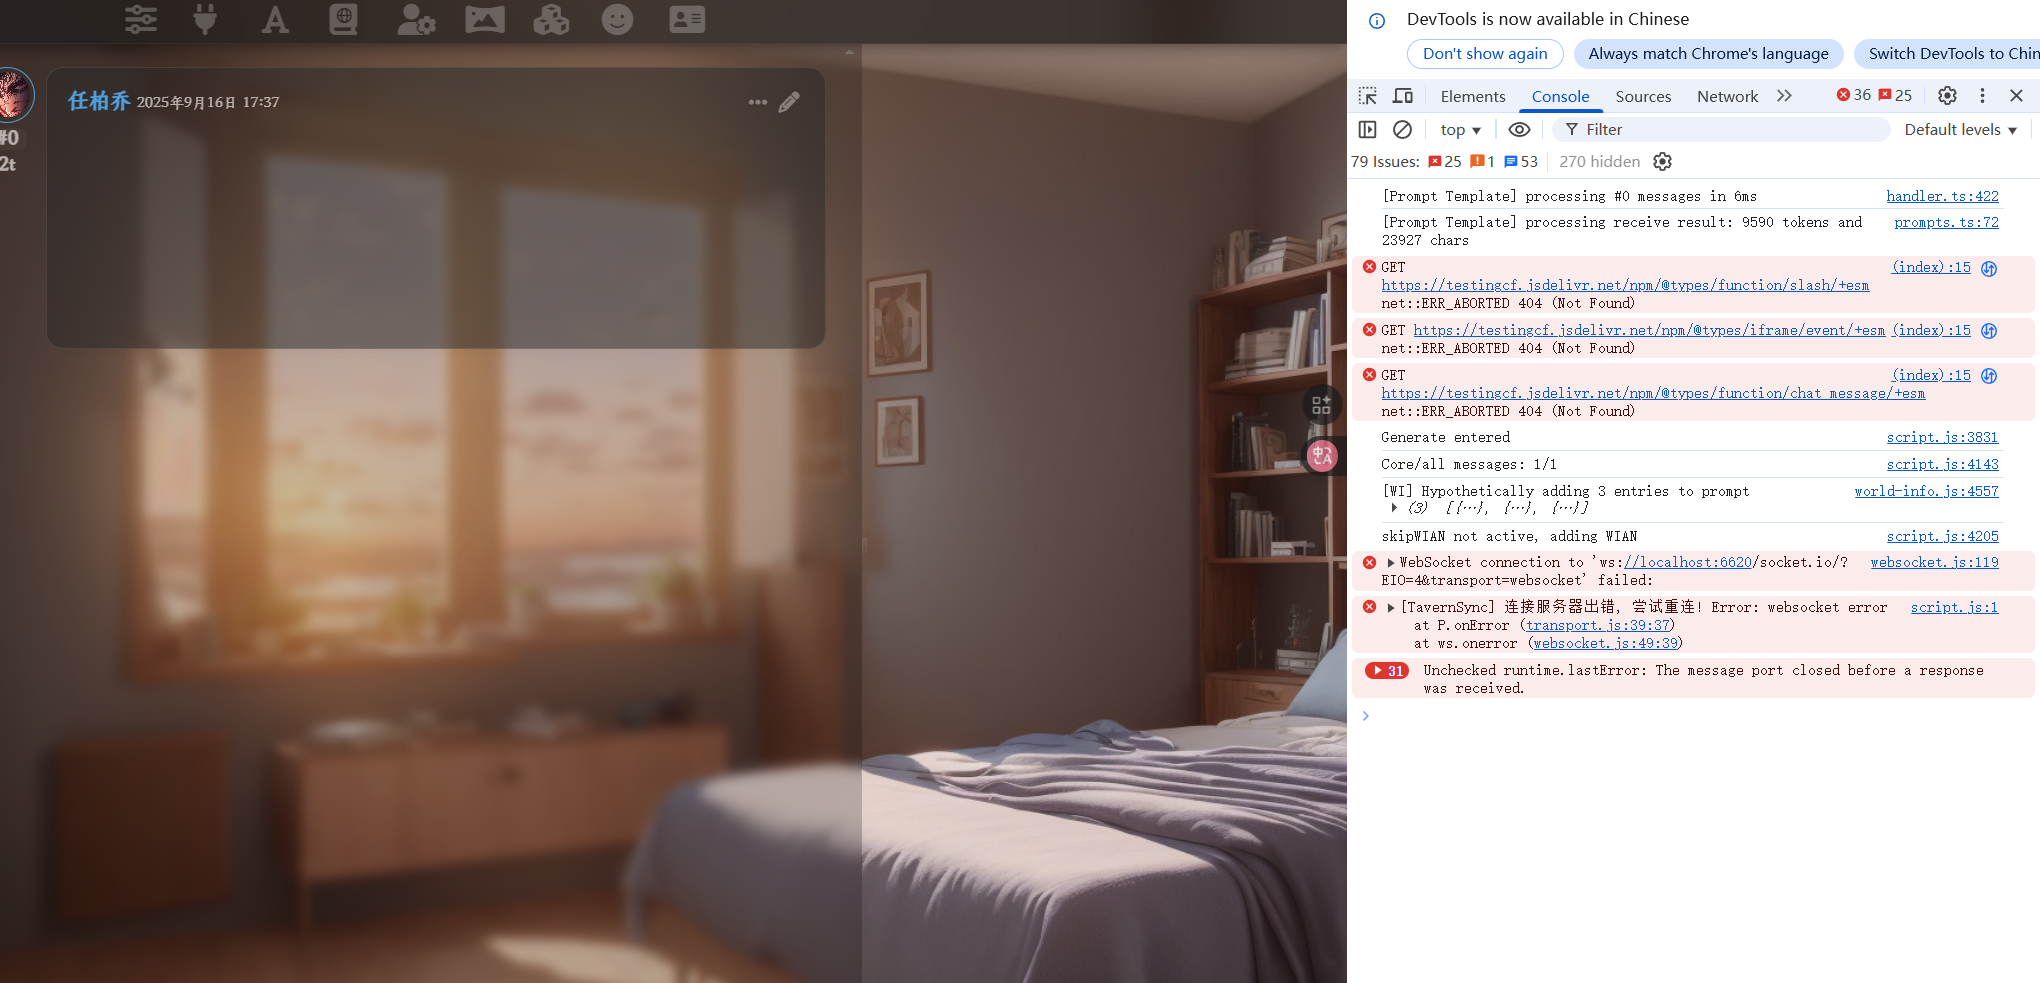 任柏乔 2025年9月16日 17:37
#0
2t
DevTools is now available in Chinese
Don't show again
Always match Chrome's language
Switch DevTools to Chin
Elements
Console
Sources
Network
36
25
top
Filter
Default levels
79 Issues:
25
1
53
270 hidden
[Prompt Template] processing #0 messages in 6ms
handler.ts:422
[Prompt Template] processing receive result: 9590 tokens and
prompts.ts:72
23927 chars
GET
(index):15
https://testingcf.jsdelivr.net/npm/@types/function/slash/+esm
net::ERR_ABORTED 404 (Not Found)
GET https://testingcf.jsdelivr.net/npm/@types/iframe/event/+esm
(index):15
net::ERR_ABORTED 404 (Not Found)
GET
(index):15
https://testingcf.jsdelivr.net/npm/@types/function/chat_message/+esm
net::ERR_ABORTED 404 (Not Found)
Generate entered
script.js:3831
Core/all messages: 1/1
script.js:4143
[WI] Hypothetically adding 3 entries to prompt
world-info.js:4557
(3) [{…}, {…}, {…}]
skipWIAN not active, adding WIAN
script.js:4205
WebSocket connection to 'ws://localhost:6620/socket.io/?
websocket.js:119
EIO=4&transport=websocket' failed:
[TavernSync] 连接服务器出错, 尝试重连! Error: websocket error
script.js:1
at P.onError (transport.js:39:37)
at ws.onerror (websocket.js:49:39)
31
Unchecked runtime.lastError: The message port closed before a response
was received.